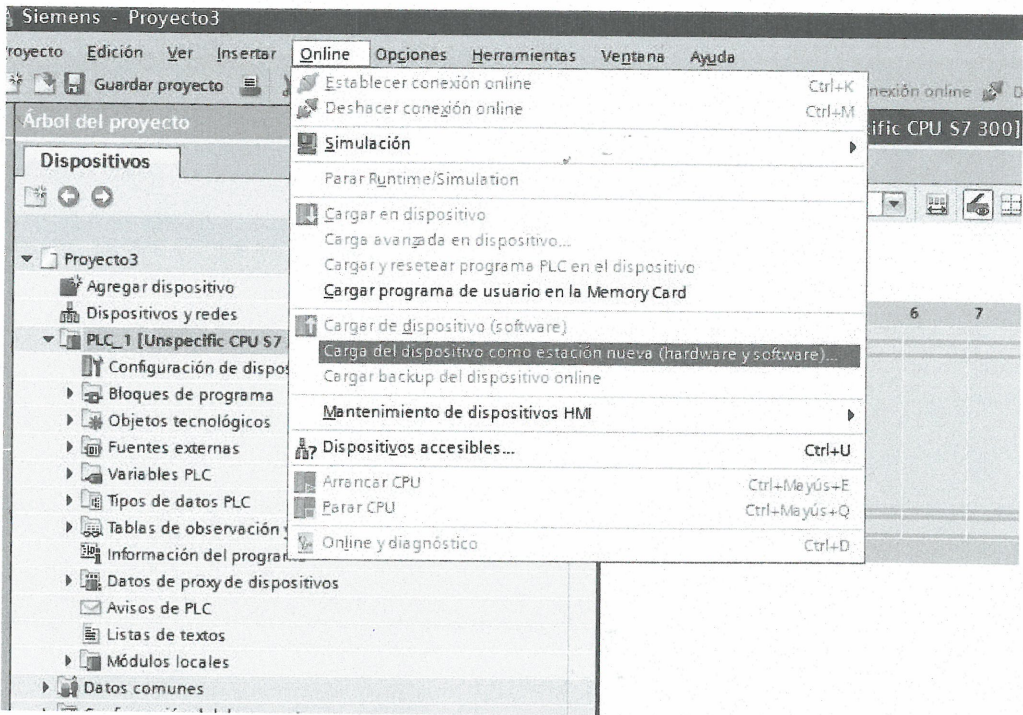 Siemens - Proyecto3
royecto Edición Ver Insertar Online Opciones Herramientas Ventana Ayuda
Guardar proyecto
nexión online D
Árbol del proyecto
ific CPU S7 300]
Dispositivos
Establecer conexión online Ctrl+K
Deshacer conexión online Ctrl+M
Simulación
Parar Runtime/Simulation
Cargar en dispositivo
Carga avanzada en dispositivo...
Cargar y resetear programa PLC en el dispositivo
Cargar programa de usuario en la Memory Card
Cargar de dispositivo (software)
Carga del dispositivo como estación nueva (hardware y software)...
Cargar backup del dispositivo online
Mantenimiento de dispositivos HMI
Dispositivos accesibles... Ctrl+U
Arrancar CPU Ctrl+Mayús+E
Parar CPU Ctrl+Mayús+Q
Online y diagnóstico Ctrl+D
6 7
Proyecto3
Agregar dispositivo
Dispositivos y redes
PLC_1 [Unspecific CPU S7
Configuración de dispos
Bloques de programa
Objetos tecnológicos
Fuentes externas
Variables PLC
Tipos de datos PLC
Tablas de observación y
Información del programa
Datos de proxy de dispositivos
Avisos de PLC
Listas de textos
Módulos locales
Datos comunes